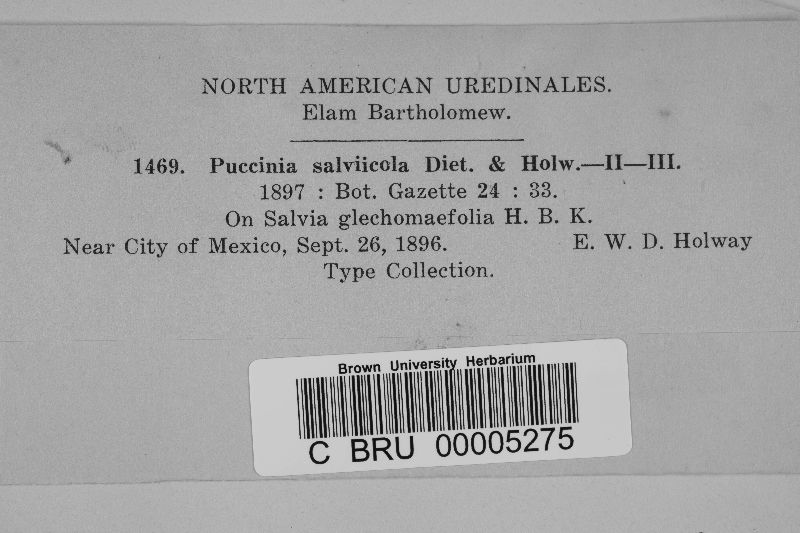 NORTH AMERICAN UREDINALES.
Elam Bartholomew.
1469. Puccinia salviicola Diet. & Holw.—II—III.
1897 : Bot. Gazette 24 : 33.
On Salvia glechomaefolia H. B. K.
Near City of Mexico, Sept. 26, 1896. E. W. D. Holway
Type Collection.
Brown University Herbarium
C BRU 00005275